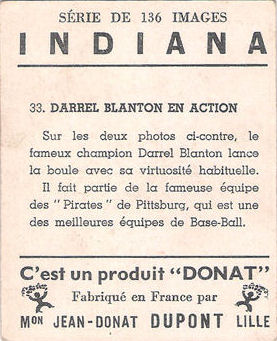 SÉRIE DE 136 IMAGES
INDIANA
33. DARREL BLANTON EN ACTION
Sur les deux photos ci-contre, le
fameux champion Darrel Blanton lance
la boule avec sa virtuosité habituelle.
Il fait partie de la fameuse équipe
des "Pirates" de Pittsburg, qui est une
des meilleures équipes de Base-Ball.
C'est un produit "DONAT"
Fabriqué en France par
MON JEAN-DONAT DUPONT LILLE